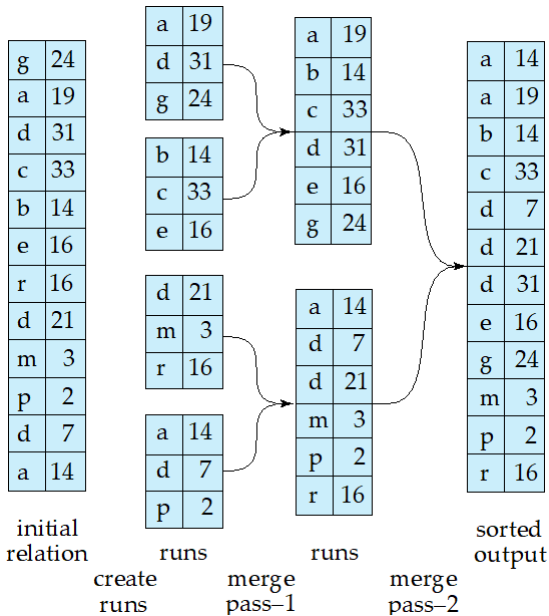 g 24
a 19
d 31
c 33
b 14
e 16
r 16
d 21
m 3
p 2
d 7
a 14
initial
relation
a 19
d 31
g 24
b 14
c 33
e 16
d 21
m 3
r 16
a 14
d 7
p 2
runs
create
runs
a 19
b 14
c 33
d 31
e 16
g 24
a 14
d 7
d 21
m 3
p 2
r 16
runs
merge
pass–1
a 14
a 19
b 14
c 33
d 7
d 21
d 31
e 16
g 24
m 3
p 2
r 16
sorted
output
merge
pass–2